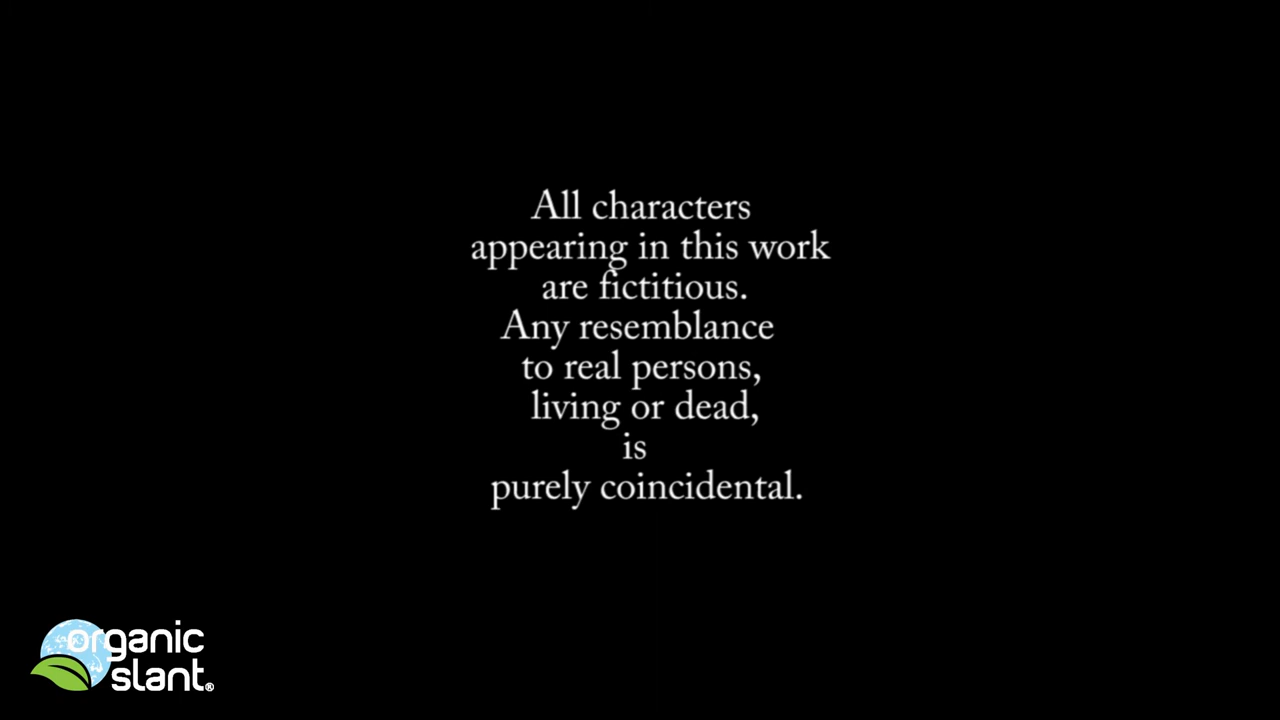 All characters
appearing in this work
are fictitious.
Any resemblance
to real persons,
living or dead,
is
purely coincidental.
organic
slant®